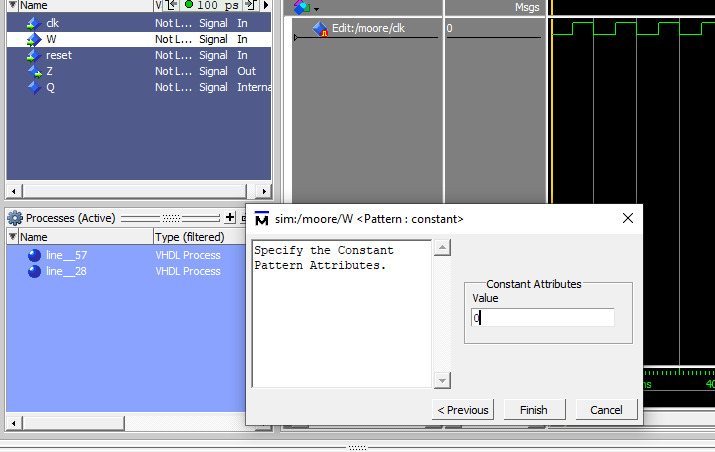 Name V 100 ps
clk Not L... Signal In
W Not L... Signal In
reset Not L... Signal In
Z Not L... Signal Out
Q Not L... Signal Interna
Msgs
Edit:/moore/clk 0
Processes (Active)
Name Type (filtered)
line__57 VHDL Process
line__28 VHDL Process
M sim:/moore/W <Pattern : constant>
Specify the Constant
Pattern Attributes.
Constant Attributes
Value
0
< Previous Finish Cancel
ns 40